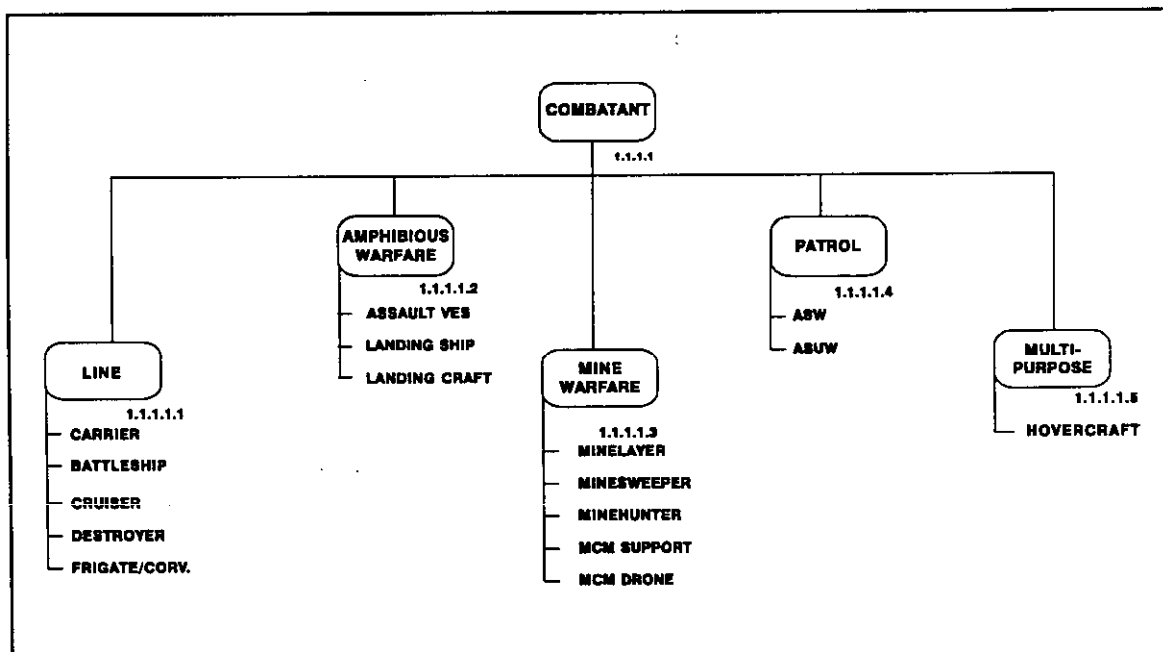 COMBATANT
1.1.1.1
LINE
1.1.1.1.1
CARRIER
BATTLESHIP
CRUISER
DESTROYER
FRIGATE/CORV.
AMPHIBIOUS
WARFARE
1.1.1.1.2
ASSAULT VES
LANDING SHIP
LANDING CRAFT
MINE
WARFARE
1.1.1.1.3
MINELAYER
MINESWEEPER
MINEHUNTER
MCM SUPPORT
MCM DRONE
PATROL
1.1.1.1.4
ASW
ASUW
MULTI-
PURPOSE
1.1.1.1.5
HOVERCRAFT